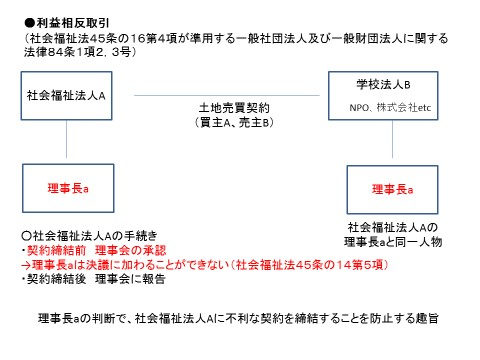 ●利益相反取引
（社会福祉法45条の16第4項が準用する一般社団法人及び一般財団法人に関する
法律84条1項2，3号）
社会福祉法人A
土地売買契約
（買主A、売主B）
学校法人B
NPO、株式会社etc
理事長a
理事長a
社会福祉法人Aの
理事長aと同一人物
〇社会福祉法人Aの手続き
・契約締結前　理事会の承認
→理事長aは決議に加わることができない（社会福祉法45条の14第5項）
・契約締結後　理事会に報告
理事長aの判断で、社会福祉法人Aに不利な契約を締結することを防止する趣旨